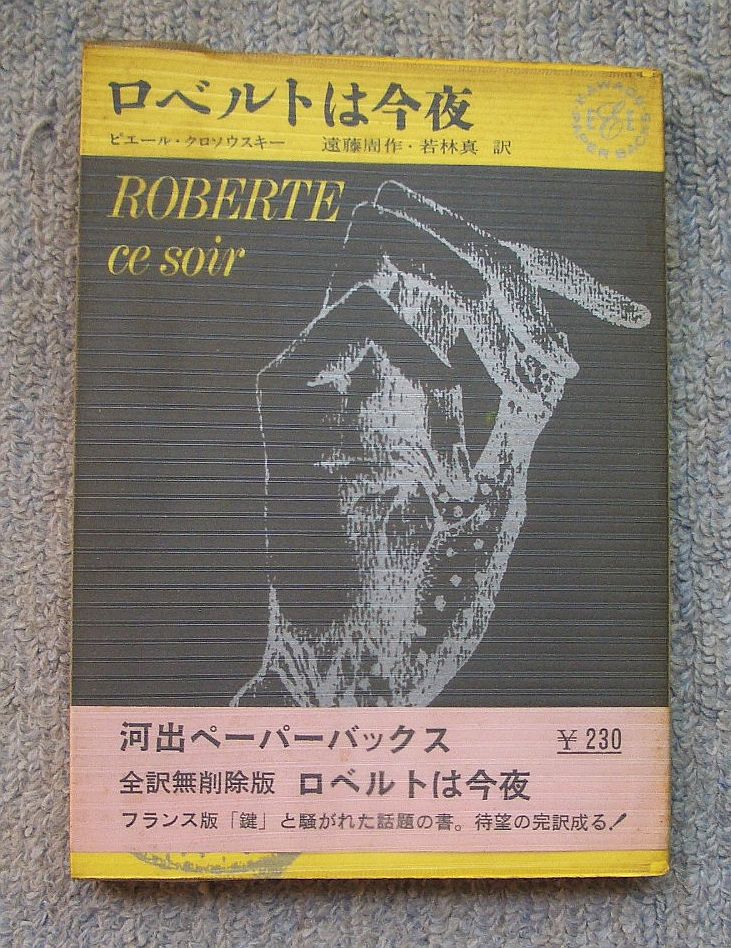 ロベルトは今夜
ピエール・クロソウスキー 遠藤周作・若林真 訳
KAWADE
PAPER BACKS
ROBERTE
ce soir
河出ペーパーバックス ¥230
全訳無削除版 ロベルトは今夜
フランス版「鍵」と騒がれた話題の書。待望の完訳成る!